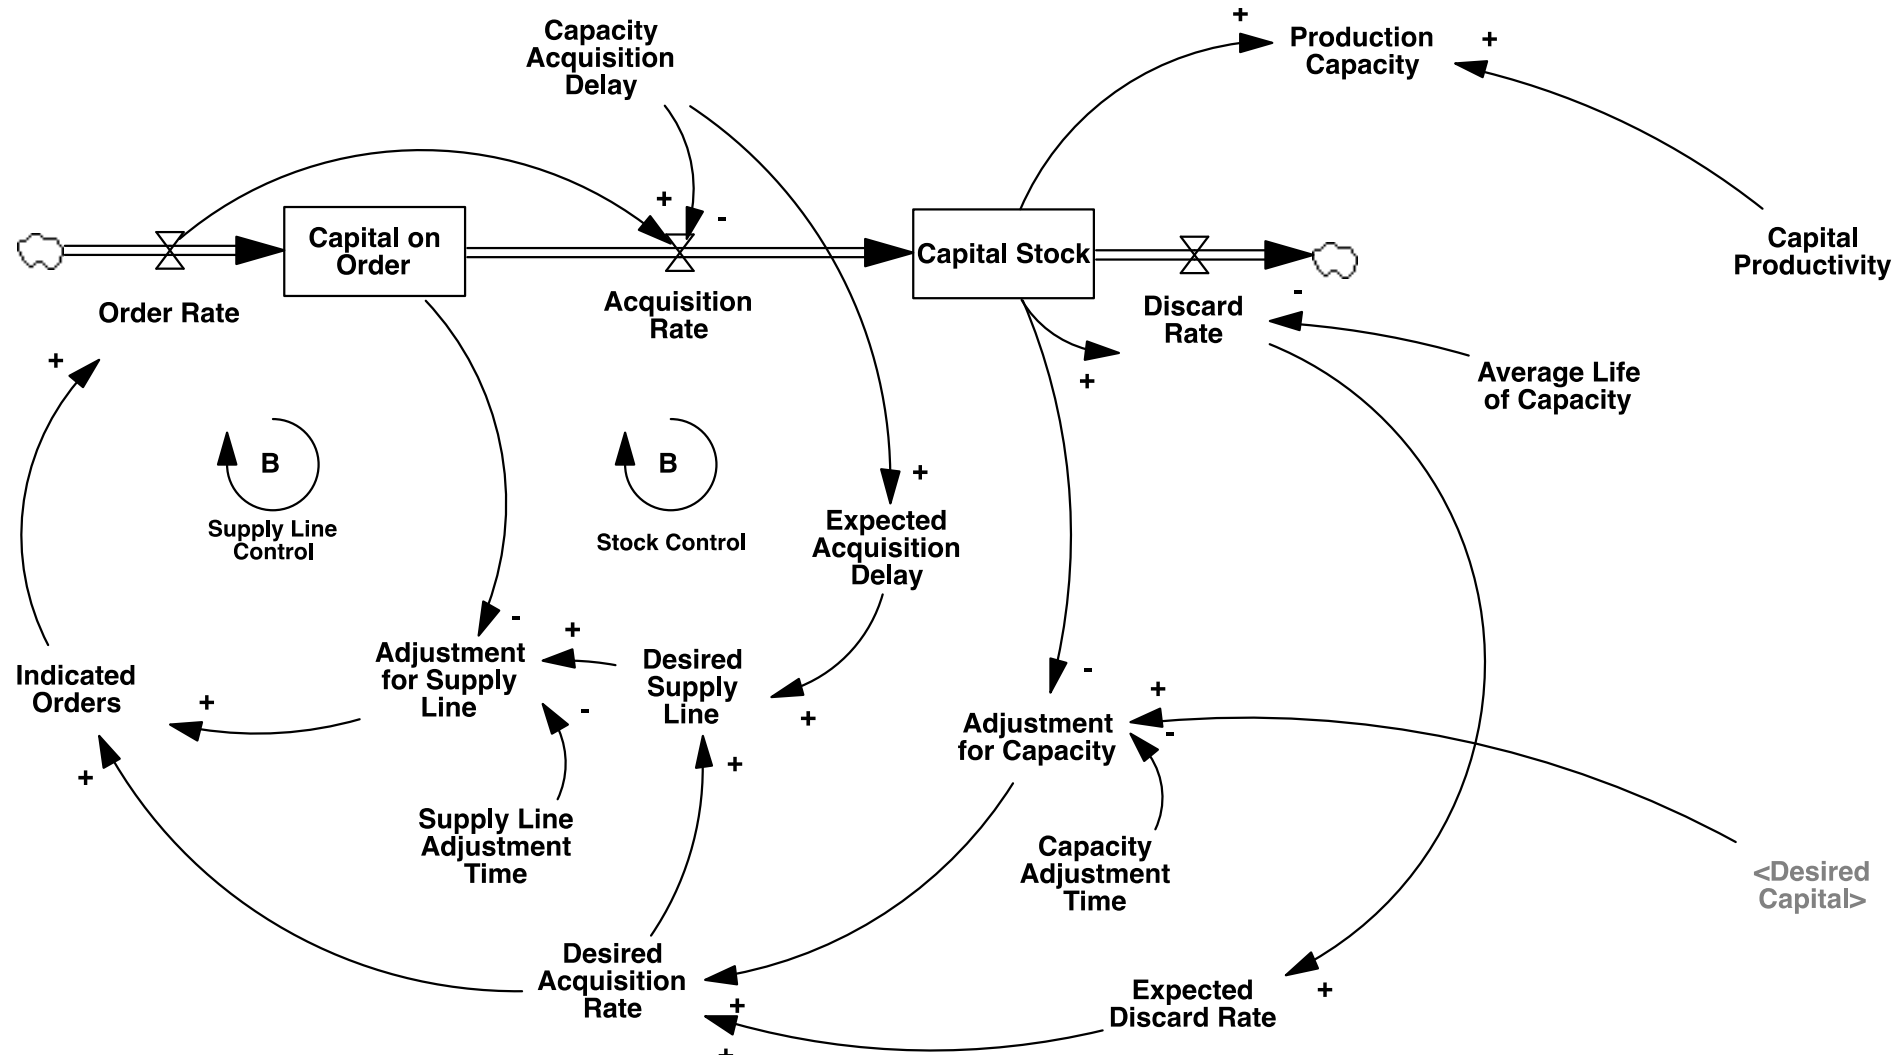 Capacity
Acquisition
Delay
+
Production
Capacity
+
+
-
Capital on
Order
Capital Stock
Capital
Productivity
Order Rate
Acquisition
Rate
-
Discard
Rate
+
+
Average Life
of Capacity
B
Supply Line
Control
B
Stock Control
+
Expected
Acquisition
Delay
-
+
Indicated
Orders
+
Adjustment
for Supply
Line
Desired
Supply
Line
-
+
-
+
-
Adjustment
for Capacity
+
+
Supply Line
Adjustment
Time
Capacity
Adjustment
Time
<Desired
Capital>
Desired
Acquisition
Rate
+
Expected
Discard Rate
+
+